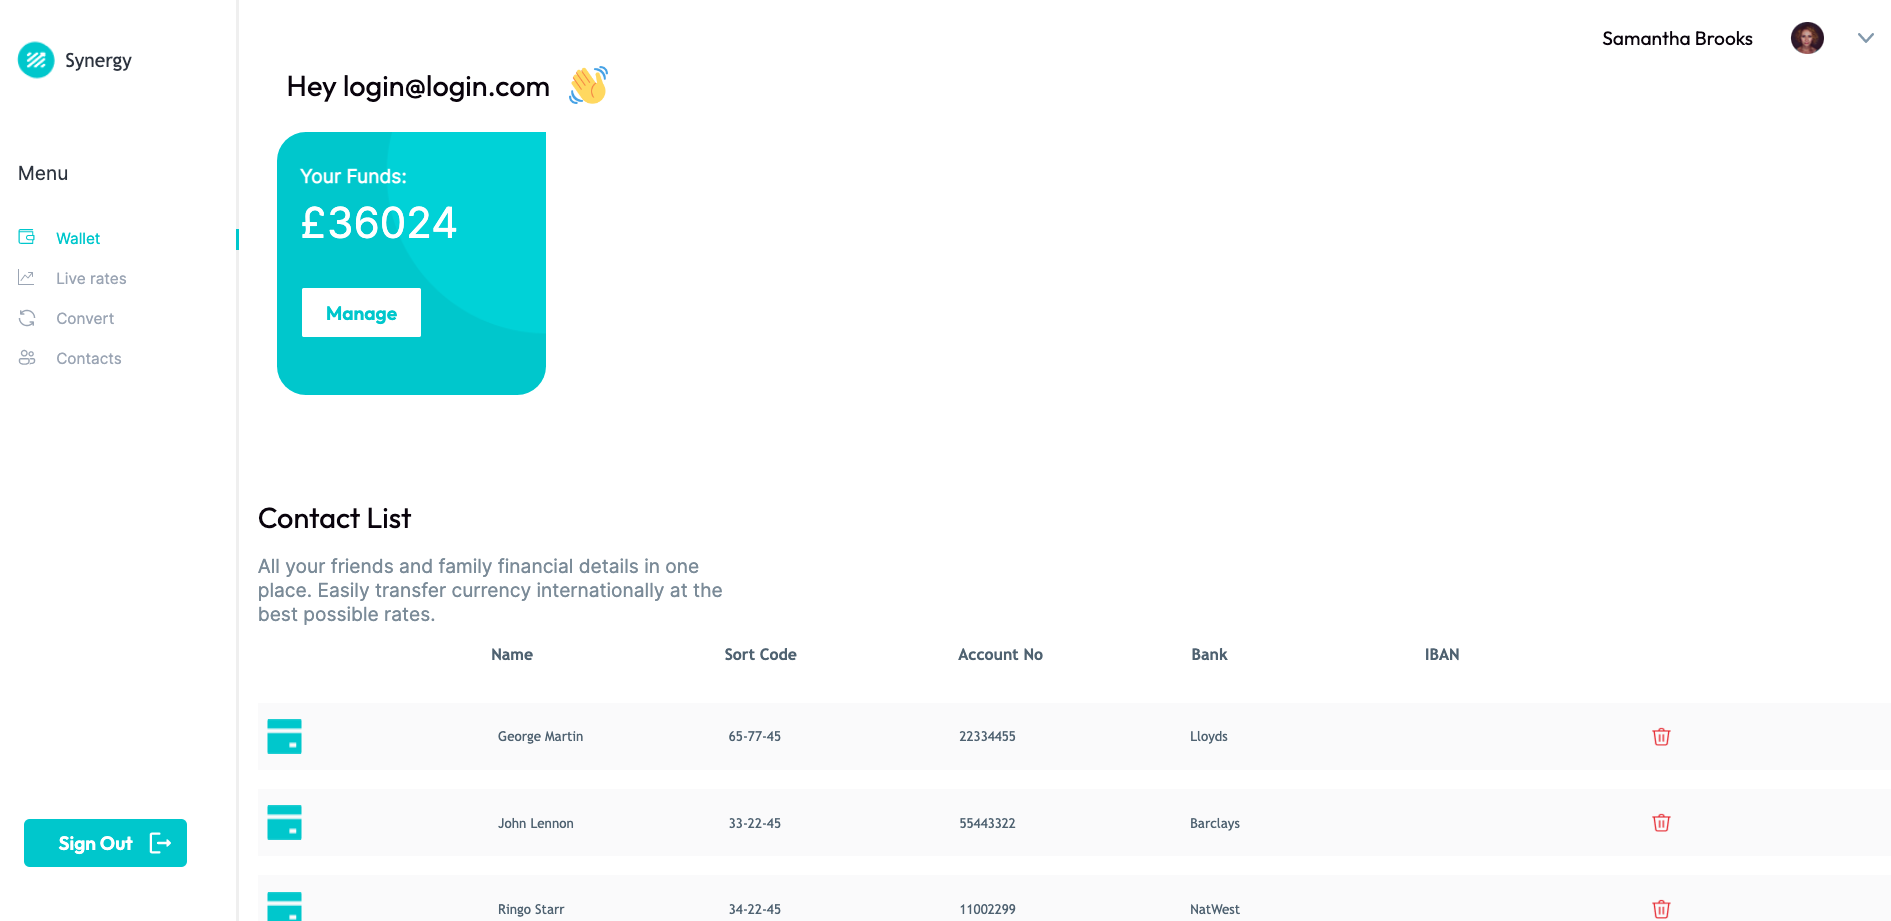 Synergy
Samantha Brooks
Hey login@login.com
Menu
Wallet
Live rates
Convert
Contacts
Sign Out
Your Funds:
£36024
Manage
Contact List
All your friends and family financial details in one
place. Easily transfer currency internationally at the
best possible rates.
Name Sort Code Account No Bank IBAN
George Martin 65-77-45 22334455 Lloyds
John Lennon 33-22-45 55443322 Barclays
Ringo Starr 34-22-45 11002299 NatWest